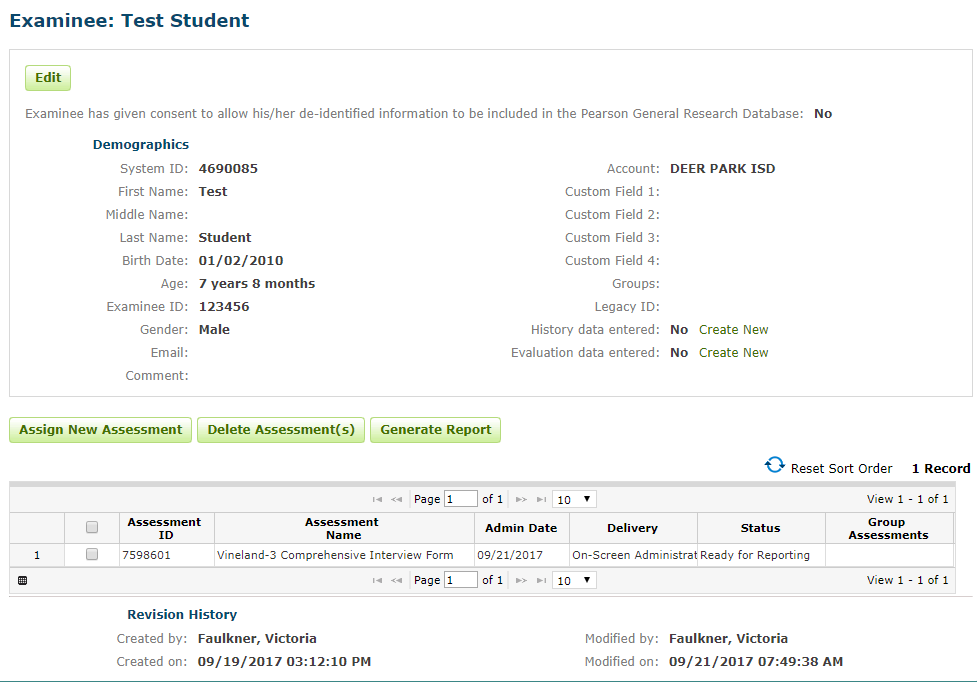 Examinee: Test Student
Edit
Examinee has given consent to allow his/her de-identified information to be included in the Pearson General Research Database: No
Demographics
System ID: 4690085 Account: DEER PARK ISD
First Name: Test Custom Field 1:
Middle Name: Custom Field 2:
Last Name: Student Custom Field 3:
Birth Date: 01/02/2010 Custom Field 4:
Age: 7 years 8 months Groups:
Examinee ID: 123456 Legacy ID:
Gender: Male History data entered: No Create New
Email: Evaluation data entered: No Create New
Comment:
Assign New Assessment Delete Assessment(s) Generate Report
Reset Sort Order 1 Record
Page 1 of 1 10 View 1 - 1 of 1
Assessment ID Assessment Name Admin Date Delivery Status Group Assessments
1 7598601 Vineland-3 Comprehensive Interview Form 09/21/2017 On-Screen Administrat Ready for Reporting
Page 1 of 1 10 View 1 - 1 of 1
Revision History
Created by: Faulkner, Victoria Modified by: Faulkner, Victoria
Created on: 09/19/2017 03:12:10 PM Modified on: 09/21/2017 07:49:38 AM